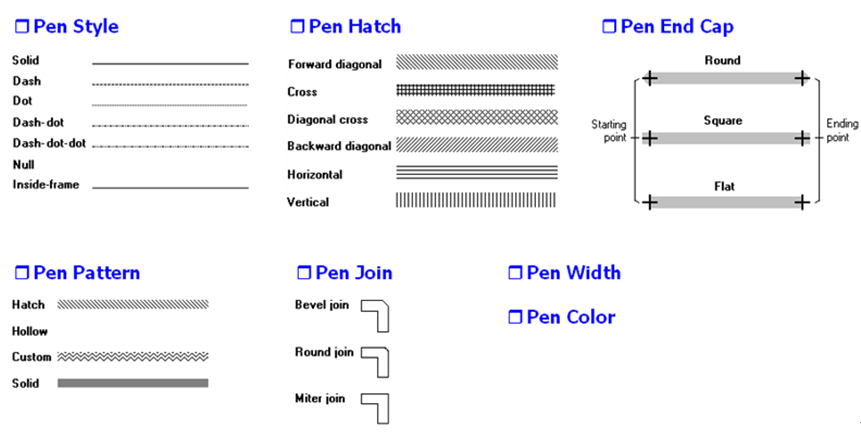 Pen Style
Solid
Dash
Dot
Dash-dot
Dash-dot-dot
Null
Inside-frame
Pen Hatch
Forward diagonal
Cross
Diagonal cross
Backward diagonal
Horizontal
Vertical
Pen End Cap
Round
Square
Flat
Starting
point
Ending
point
Pen Pattern
Hatch
Hollow
Custom
Solid
Pen Join
Bevel join
Round join
Miter join
Pen Width
Pen Color